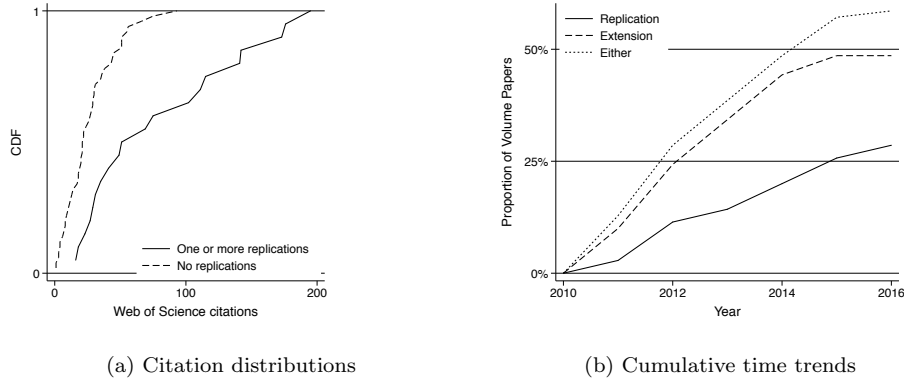 1
CDF
0
One or more replications
No replications
0 100 200
Web of Science citations
(a) Citation distributions
Replication
Extension
Either
50%
25%
0%
Proportion of Volume Papers
2010 2012 2014 2016
Year
(b) Cumulative time trends